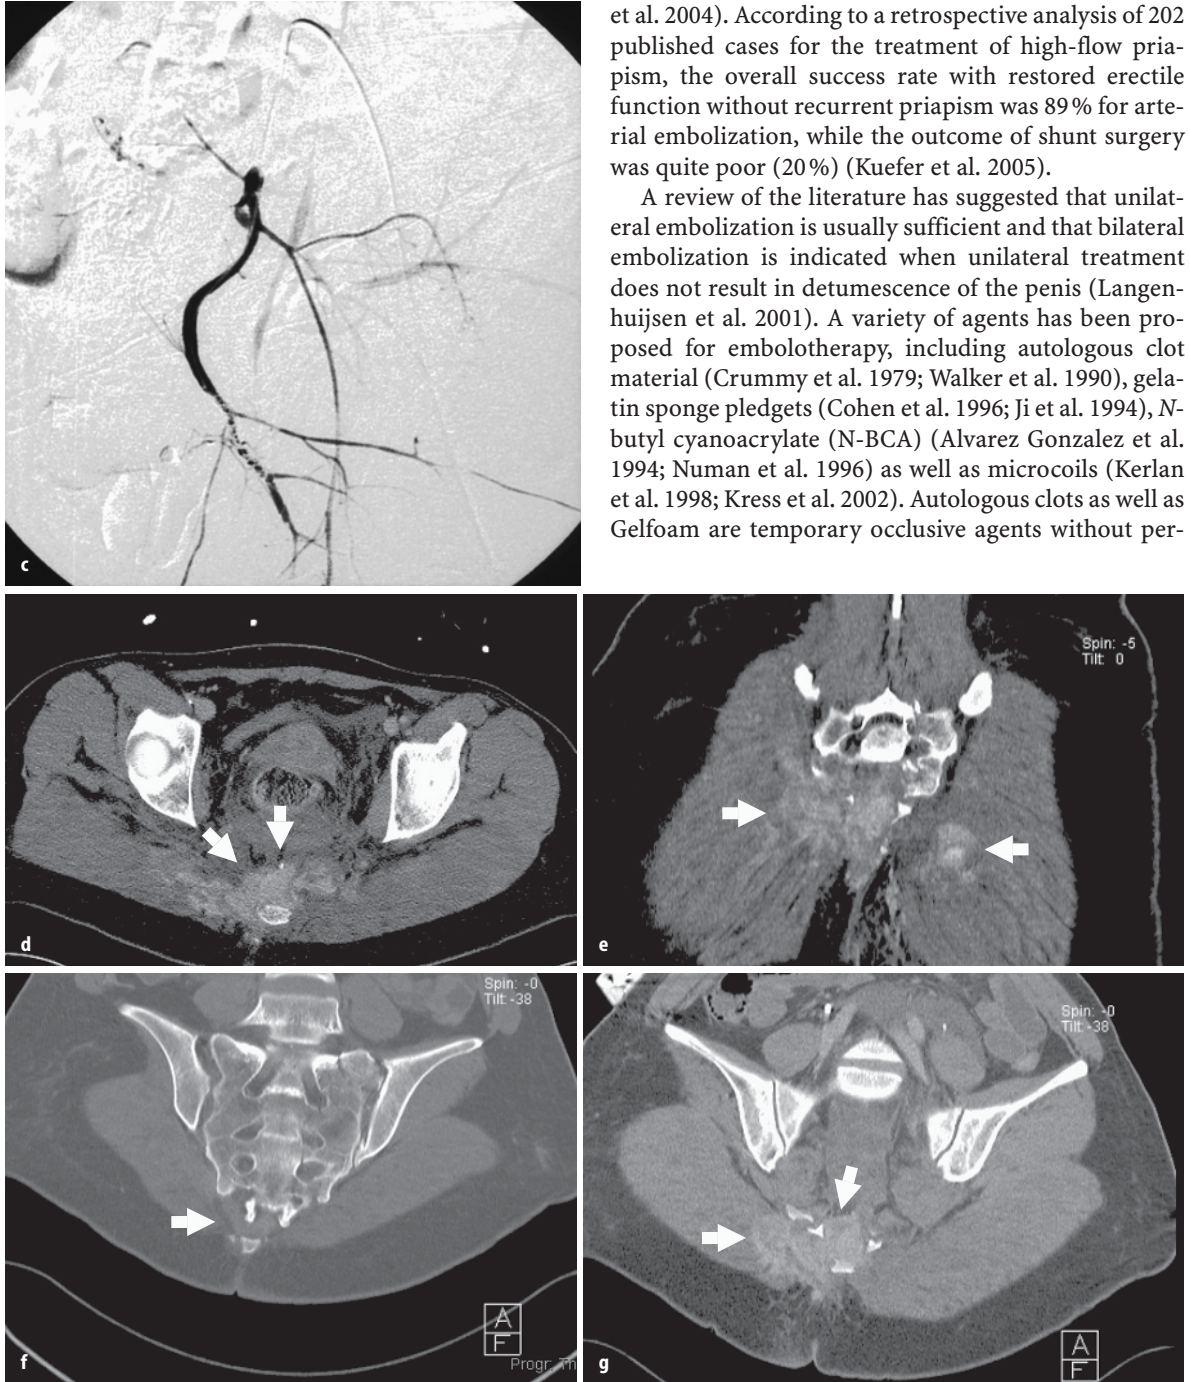 et al. 2004). According to a retrospective analysis of 202
published cases for the treatment of high-flow pria-
pism, the overall success rate with restored erectile
function without recurrent priapism was 89 % for arte-
rial embolization, while the outcome of shunt surgery
was quite poor (20 %) (Kuefer et al. 2005).
A review of the literature has suggested that unilat-
eral embolization is usually sufficient and that bilateral
embolization is indicated when unilateral treatment
does not result in detumescence of the penis (Langen-
huijsen et al. 2001). A variety of agents has been pro-
posed for embolotherapy, including autologous clot
material (Crummy et al. 1979; Walker et al. 1990), gela-
tin sponge pledgets (Cohen et al. 1996; Ji et al. 1994), N-
butyl cyanoacrylate (N-BCA) (Alvarez Gonzalez et al.
1994; Numan et al. 1996) as well as microcoils (Kerlan
et al. 1998; Kress et al. 2002). Autologous clots as well as
Gelfoam are temporary occlusive agents without per-
c
Spin: -5
Tilt: 0
d
e
Spin: -0
Tilt: -38
A
F
Progr. Th
f
Spin: -0
Tilt: -38
A
F
g